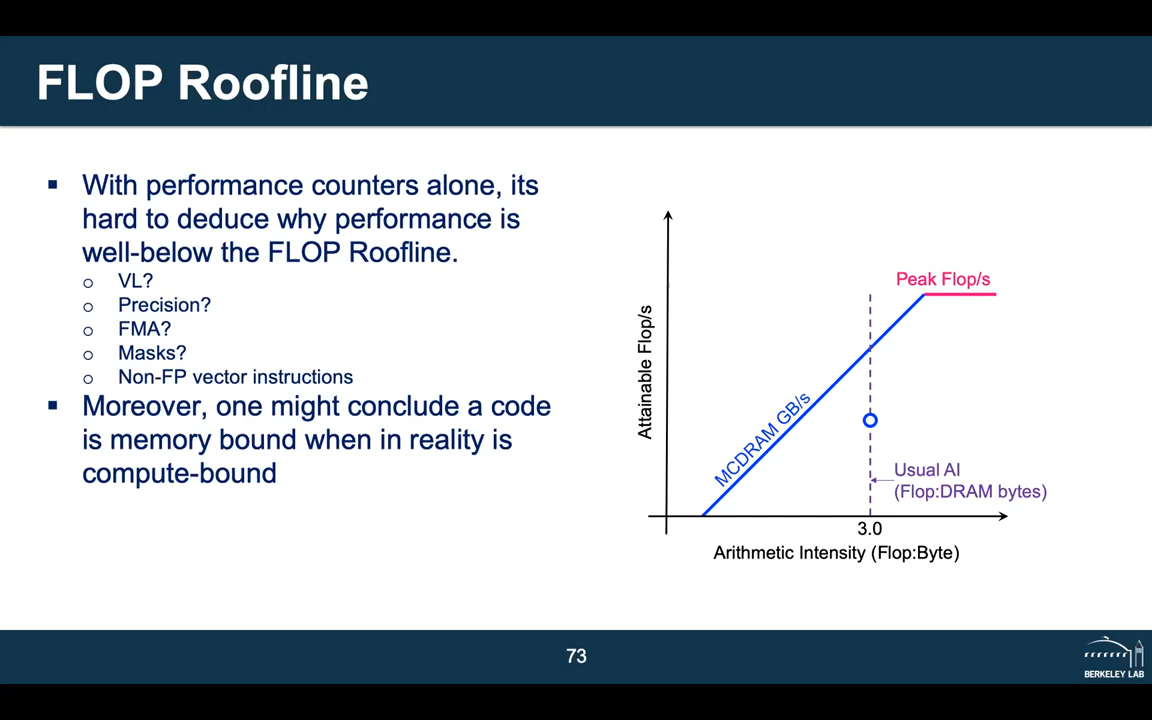 FLOP Roofline
▪ With performance counters alone, its
hard to deduce why performance is
well-below the FLOP Roofline.
o VL?
o Precision?
o FMA?
o Masks?
o Non-FP vector instructions
▪ Moreover, one might conclude a code
is memory bound when in reality is
compute-bound
Attainable Flop/s
Peak Flop/s
MCDRAM GB/s
Usual AI
(Flop:DRAM bytes)
3.0
Arithmetic Intensity (Flop:Byte)
73
BERKELEY LAB